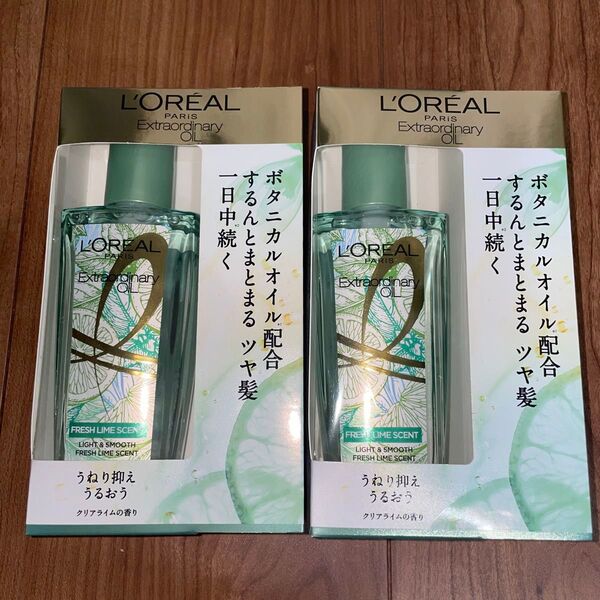 L'ORÉAL
PARIS
Extraordinary
OIL
ボタニカルオイル配合
するんとまとまる ツヤ髪
一日中続く
L'ORÉAL
PARIS
Extraordinary
OIL
FRESH LIME SCENT
LIGHT & SMOOTH
FRESH LIME SCENT
うねり抑え
うるおう
クリアライムの香り
L'ORÉAL
PARIS
Extraordinary
OIL
ボタニカルオイル配合
するんとまとまる ツヤ髪
一日中続く
L'ORÉAL
PARIS
Extraordinary
OIL
FRESH LIME SCENT
LIGHT & SMOOTH
FRESH LIME SCENT
うねり抑え
うるおう
クリアライムの香り